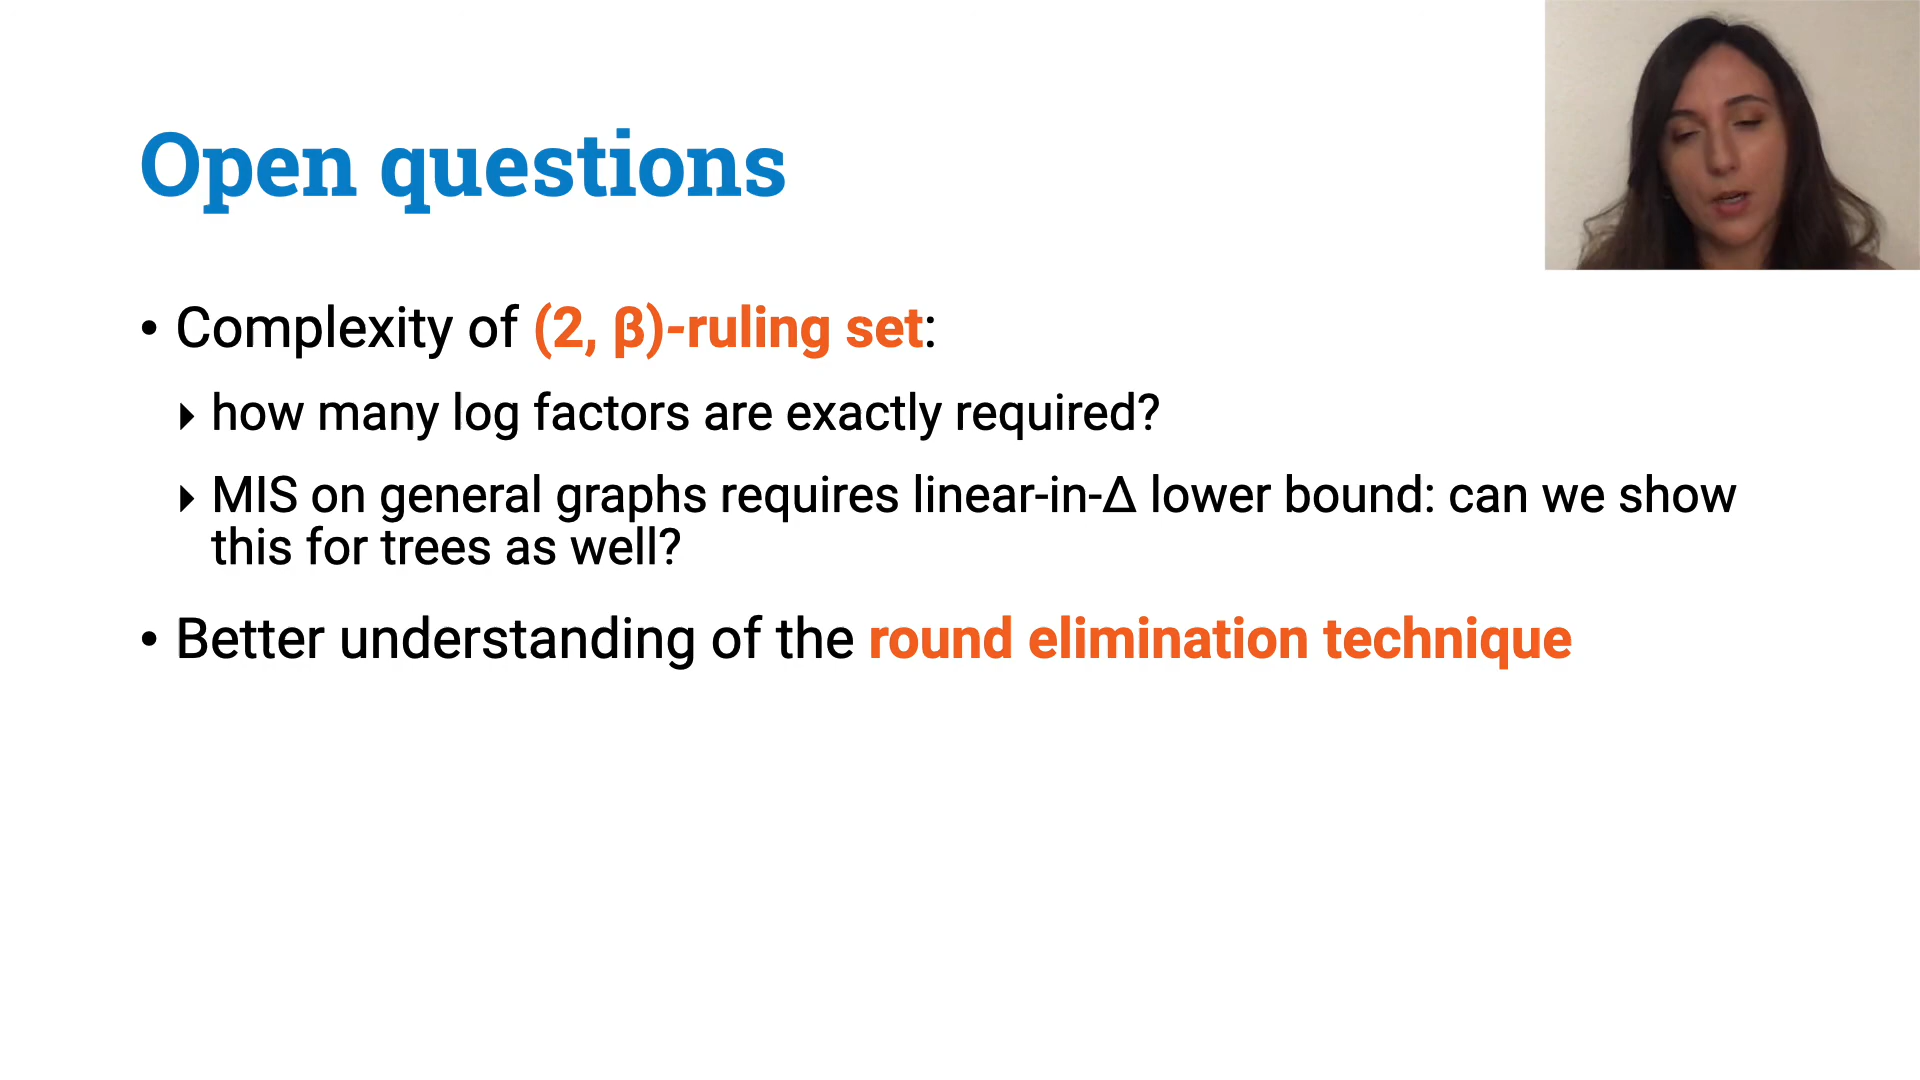 Open questions
• Complexity of (2, β)-ruling set:
‣ how many log factors are exactly required?
‣ MIS on general graphs requires linear-in-Δ lower bound: can we show
this for trees as well?
• Better understanding of the round elimination technique